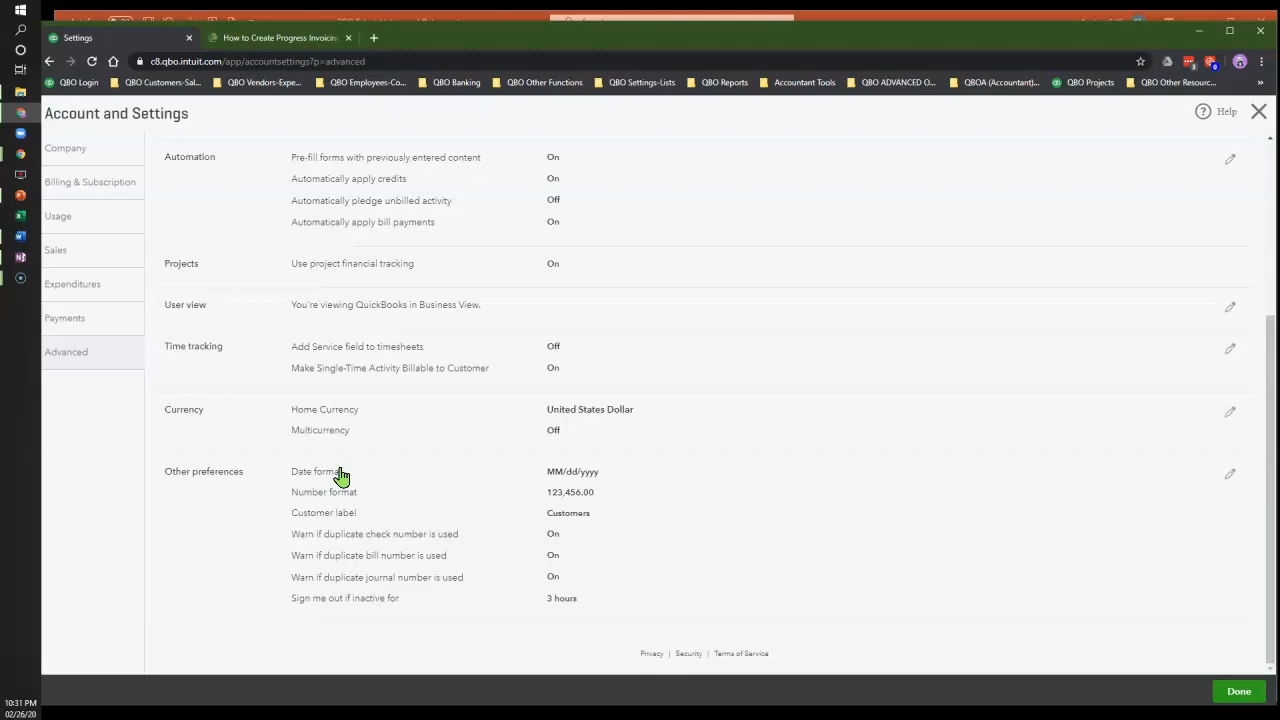 Settings
How to Create Progress Invoicin
c8.qbo.intuit.com/app/accountsettings?p=advanced
QBO Login
QBO Customers-Sal...
QBO Vendors-Expe...
QBO Employees-Co...
QBO Banking
QBO Other Functions
QBO Settings-Lists
QBO Reports
Accountant Tools
QBO ADVANCED O...
QBOA (Accountant)...
QBO Projects
QBO Other Resourc...
Account and Settings
Help
Company
Billing & Subscription
Usage
Sales
Expenditures
Payments
Advanced
Automation
Pre-fill forms with previously entered content On
Automatically apply credits On
Automatically pledge unbilled activity Off
Automatically apply bill payments On
Projects
Use project financial tracking On
User view
You're viewing QuickBooks in Business View.
Time tracking
Add Service field to timesheets Off
Make Single-Time Activity Billable to Customer On
Currency
Home Currency United States Dollar
Multicurrency Off
Other preferences
Date forma MM/dd/yyyy
Number format 123,456.00
Customer label Customers
Warn if duplicate check number is used On
Warn if duplicate bill number is used On
Warn if duplicate journal number is used On
Sign me out if inactive for 3 hours
Privacy | Security | Terms of Service
Done
10:31 PM
02/26/20